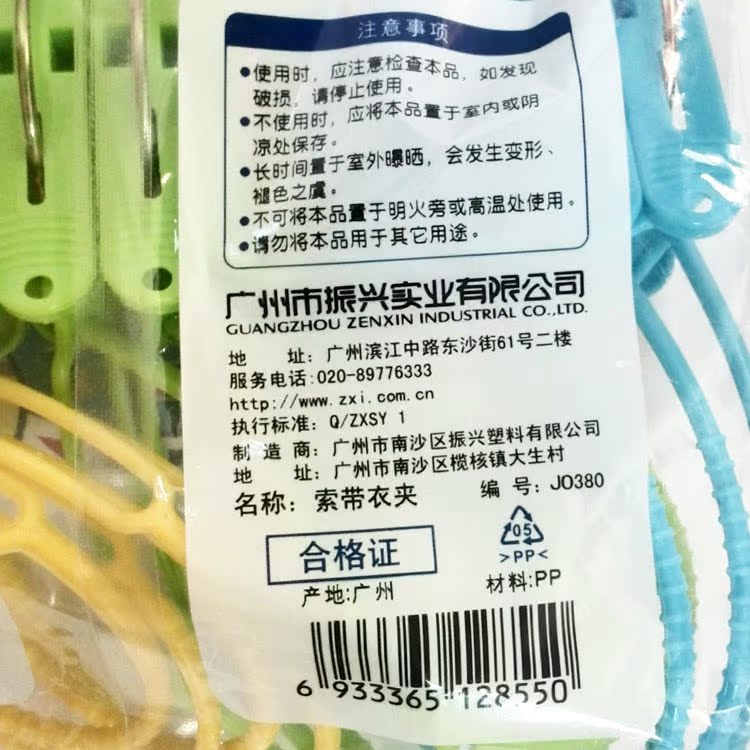 注意事项
●使用时，应注意检查本品，如发现
破损，请停止使用。
●不使用时，应将本品置于室内或阴
凉处保存。
●长时间置于室外曝晒，会发生变形、
褪色之虞。
●不可将本品置于明火旁或高温处使用。
●请勿将本品用于其它用途。
广州市振兴实业有限公司
GUANGZHOU ZENXIN INDUSTRIAL CO.,LTD.
地 址：广州滨江中路东沙街61号二楼
服务电话:020-89776333
http://www.zxi.com.cn
执行标准：Q/ZXSY 1
制 造 商：广州市南沙区振兴塑料有限公司
地 址：广州市南沙区榄核镇大生村
名称：索带衣夹 编 号：JO380
合格证
05
>PP<
产地:广州 材料:PP
6 933365 128550